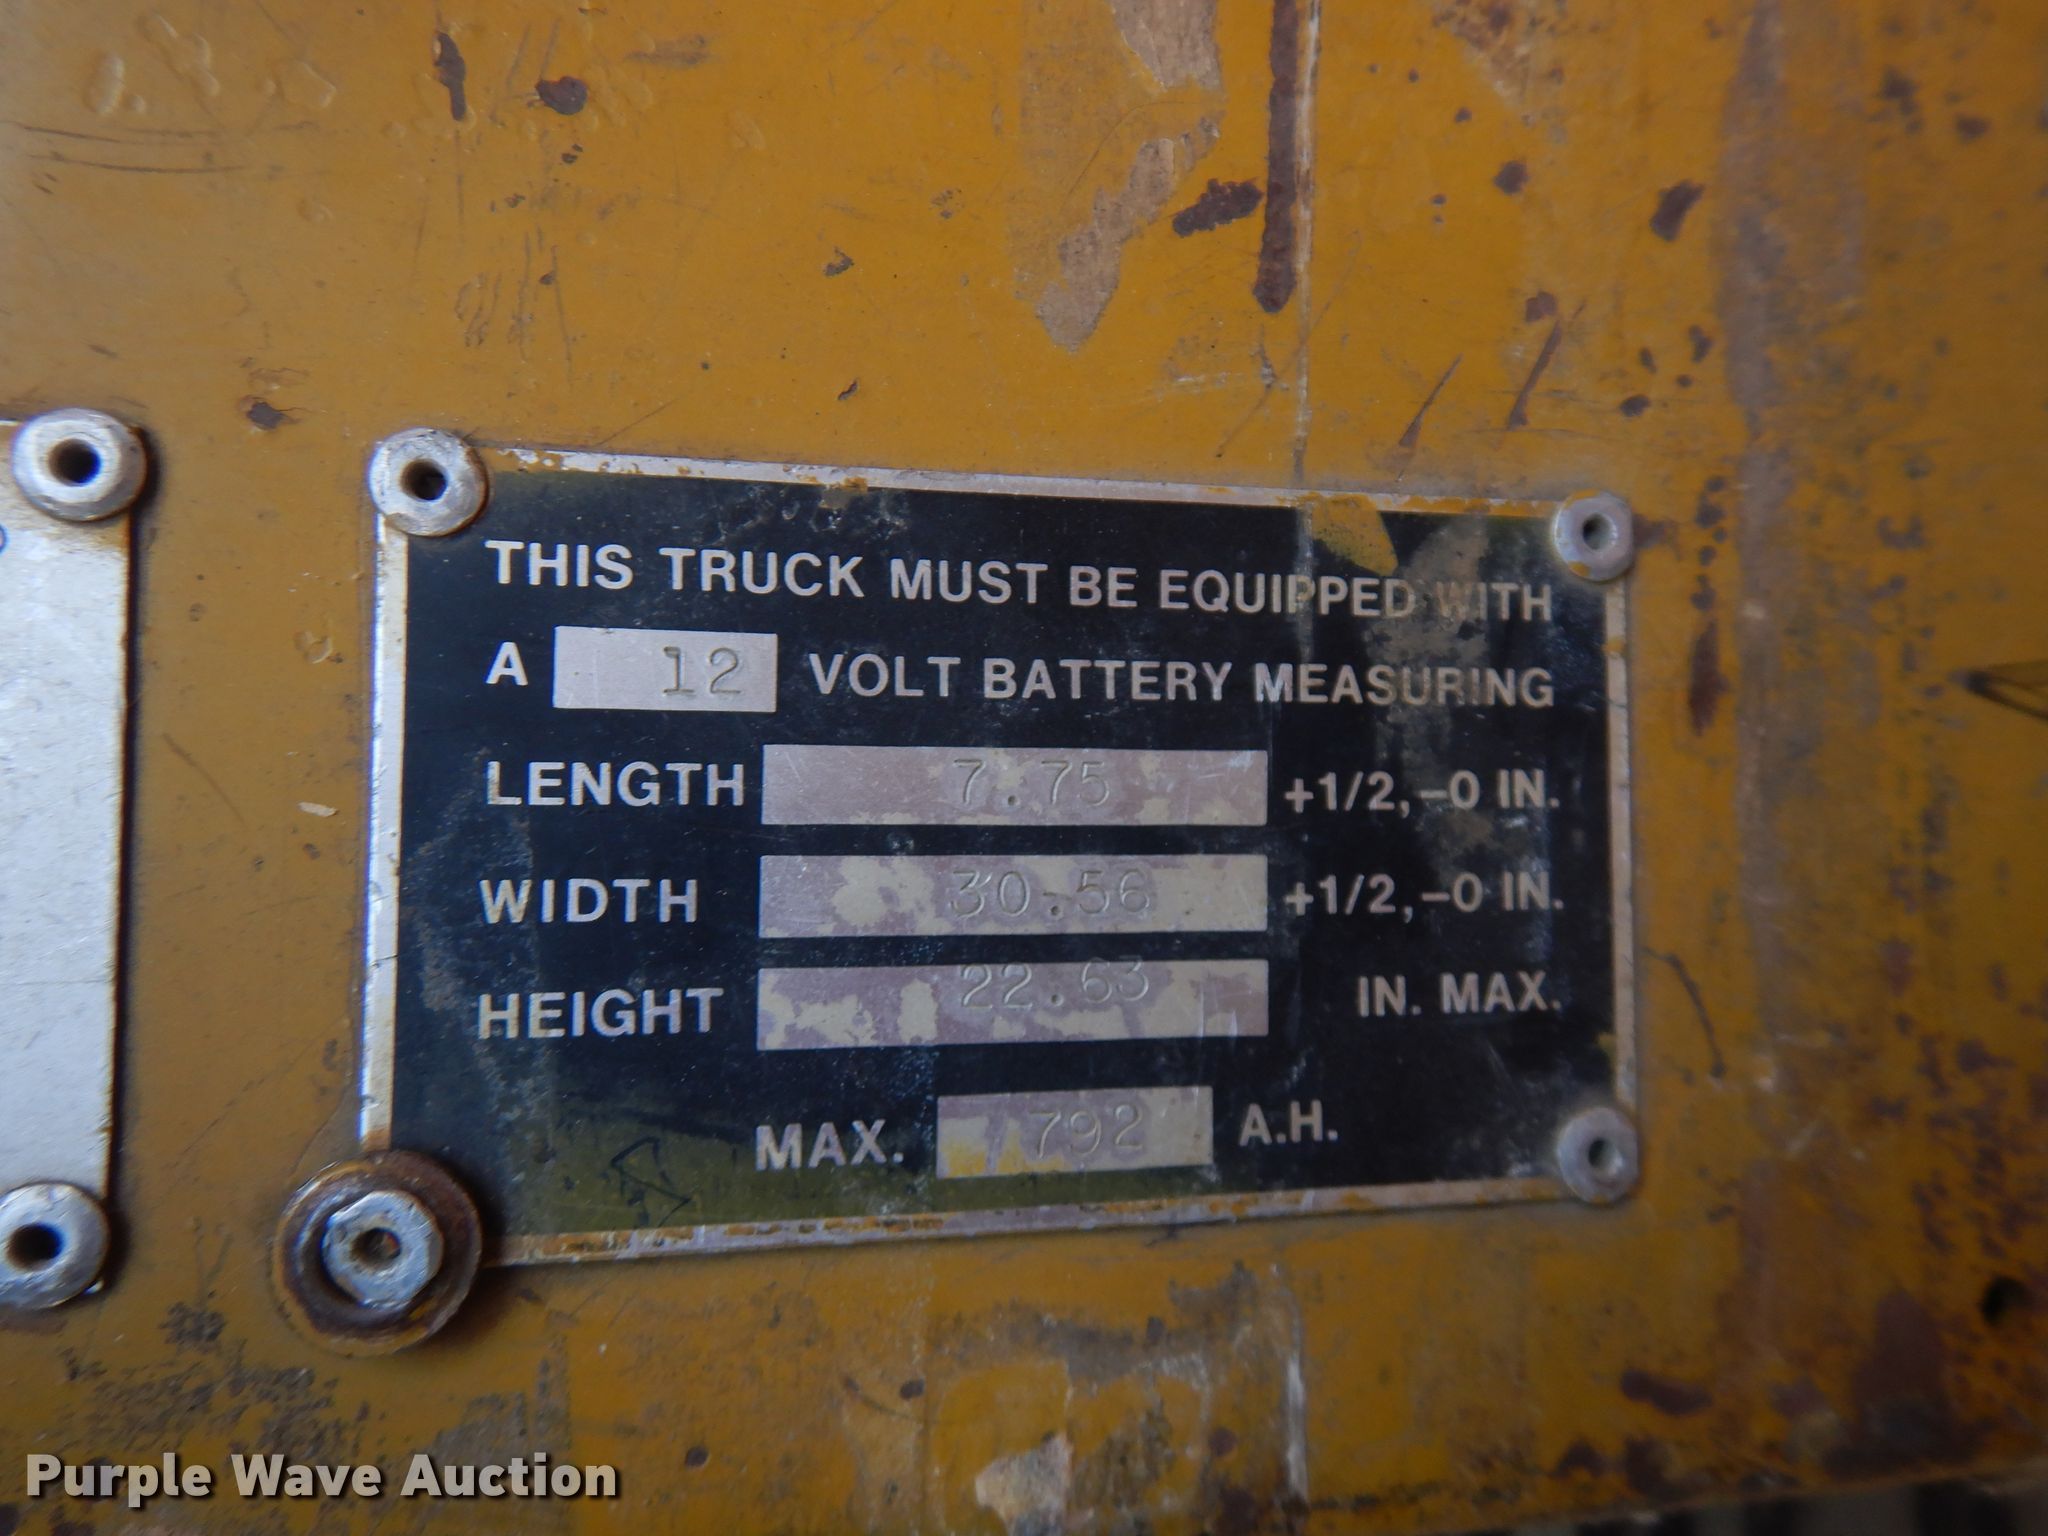 THIS TRUCK MUST BE EQUIPPED WITH
A 12 VOLT BATTERY MEASURING
LENGTH 7.75 +1/2,-0 IN.
WIDTH 30.56 +1/2,-0 IN.
HEIGHT 22.63 IN. MAX.
MAX. 792 A.H.
Purple Wave Auction